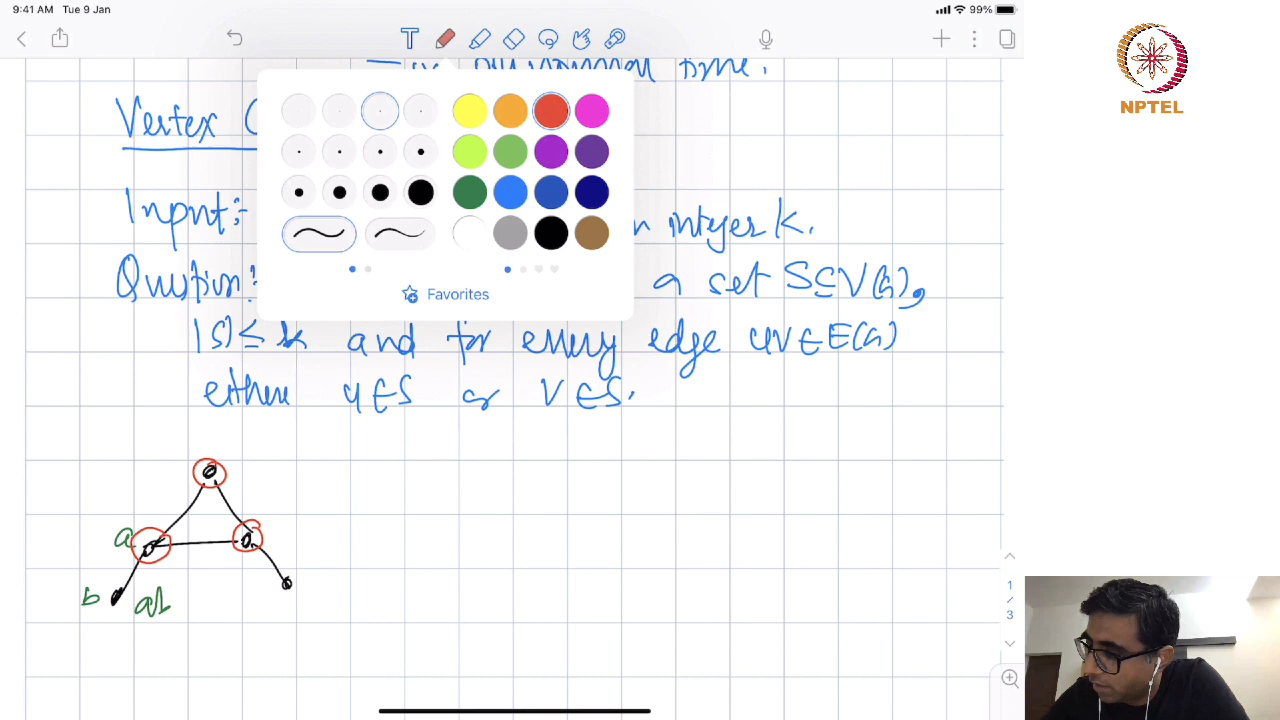 9:41 AM Tue 9 Jan
99%
T
NPTEL
time.
Vertex
Input:-
integer k.
Favorites
Question:
a set S⊆V(G),
|S|≤ k and for every edge uv∈E(G)
either u∈S or v∈S.
a
b
ab
1
/
3